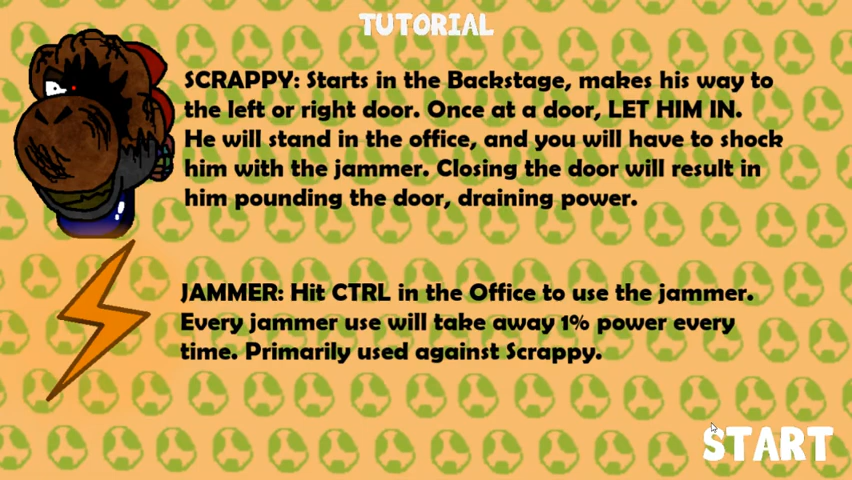 TUTORIAL
SCRAPPY: Starts in the Backstage, makes his way to
the left or right door. Once at a door, LET HIM IN.
He will stand in the office, and you will have to shock
him with the jammer. Closing the door will result in
him pounding the door, draining power.
JAMMER: Hit CTRL in the Office to use the jammer.
Every jammer use will take away 1% power every
time. Primarily used against Scrappy.
START